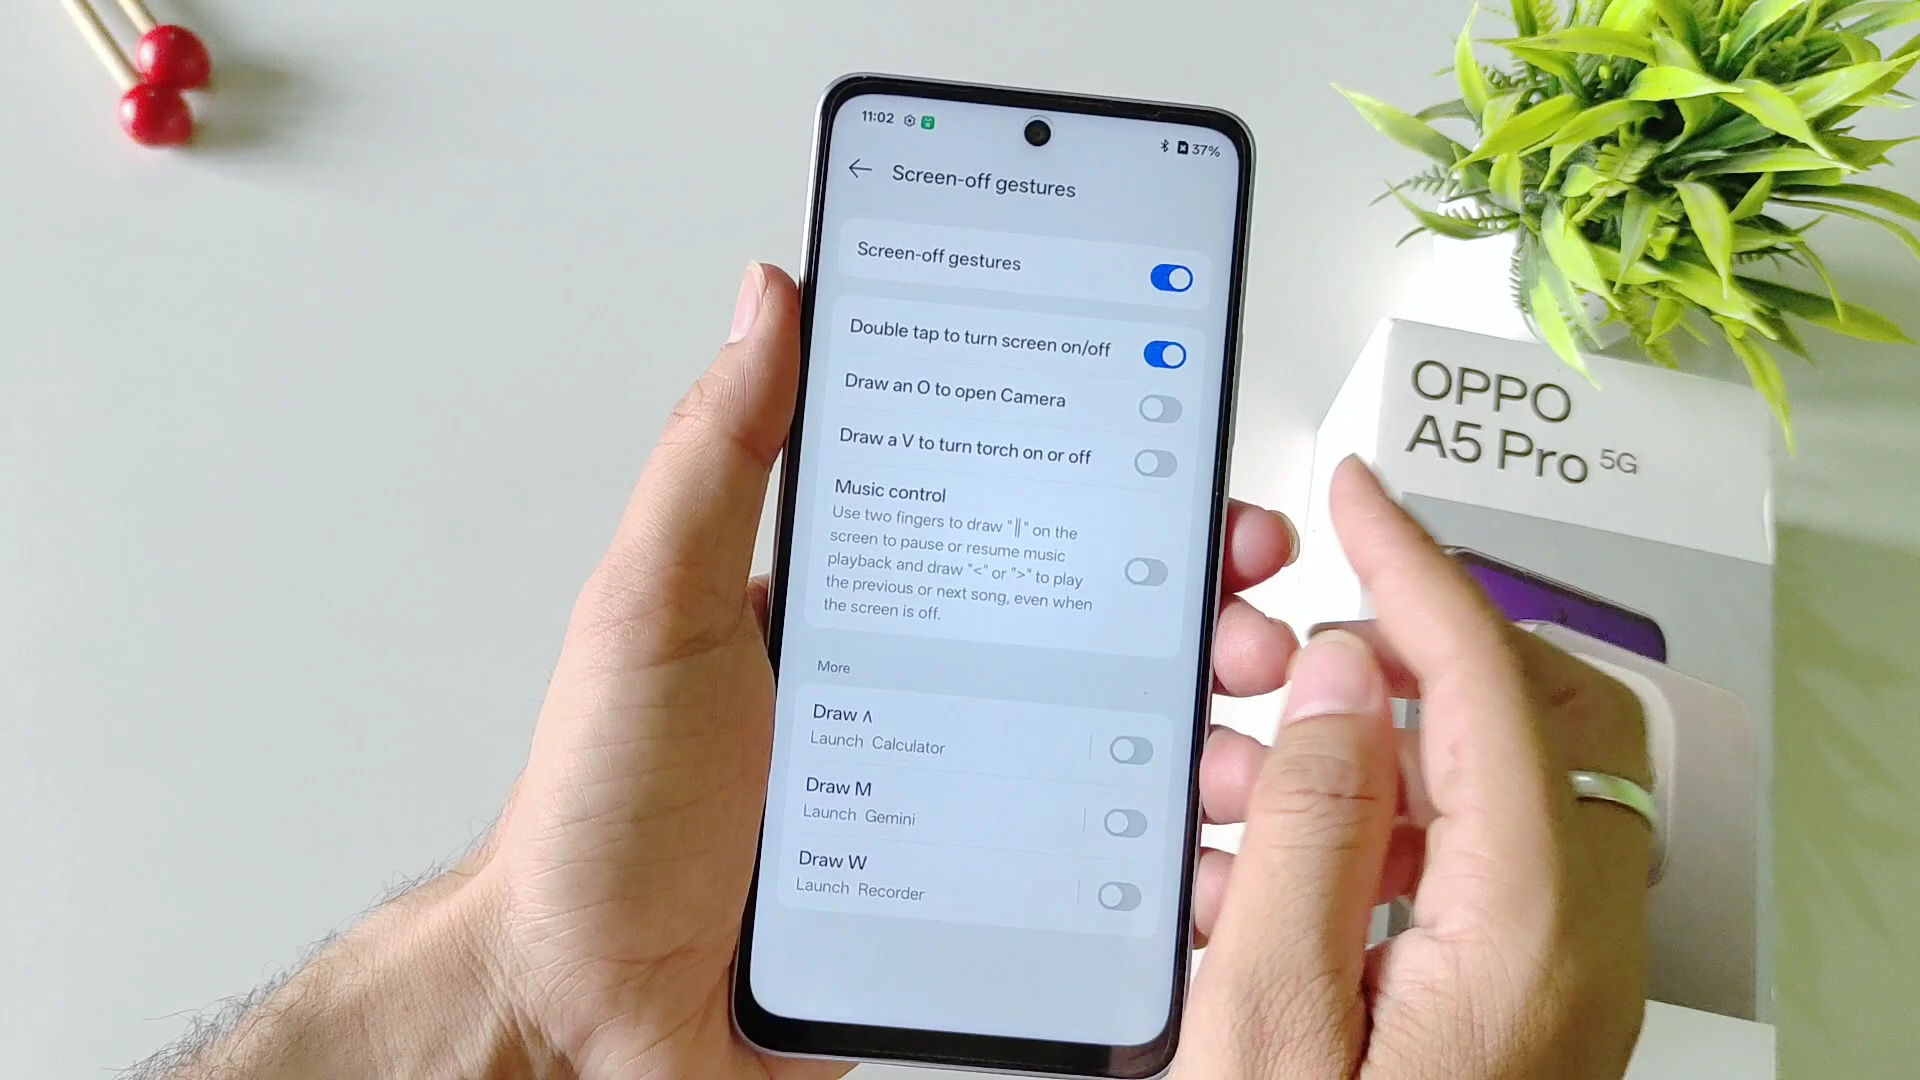 11:02
37%
Screen-off gestures
Screen-off gestures
Double tap to turn screen on/off
Draw an O to open Camera
Draw a V to turn torch on or off
Music control
Use two fingers to draw "||" on the
screen to pause or resume music
playback and draw "<" or ">" to play
the previous or next song, even when
the screen is off.
More
Draw Λ
Launch Calculator
Draw M
Launch Gemini
Draw W
Launch Recorder
OPPO
A5 Pro 5G